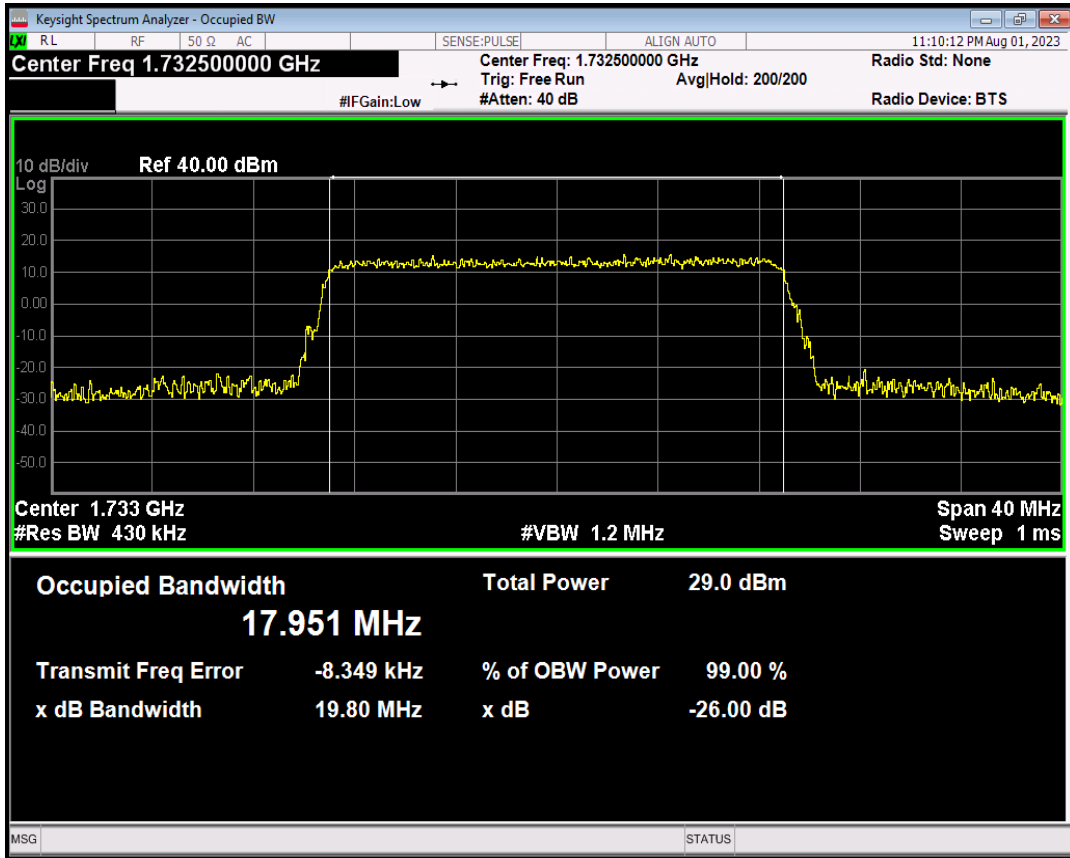 Keysight Spectrum Analyzer - Occupied BW
LXI RL RF 50 Ω AC SENSE:PULSE ALIGN AUTO 11:10:12 PM Aug 01, 2023
Center Freq 1.732500000 GHz Center Freq: 1.732500000 GHz Radio Std: None
Trig: Free Run Avg|Hold: 200/200
#IFGain:Low #Atten: 40 dB Radio Device: BTS
10 dB/div Ref 40.00 dBm
Log
30.0
20.0
10.0
0.00
-10.0
-20.0
-30.0
-40.0
-50.0
Center 1.733 GHz Span 40 MHz
#Res BW 430 kHz #VBW 1.2 MHz Sweep 1 ms
Occupied Bandwidth Total Power 29.0 dBm
17.951 MHz
Transmit Freq Error -8.349 kHz % of OBW Power 99.00 %
x dB Bandwidth 19.80 MHz x dB -26.00 dB
MSG STATUS